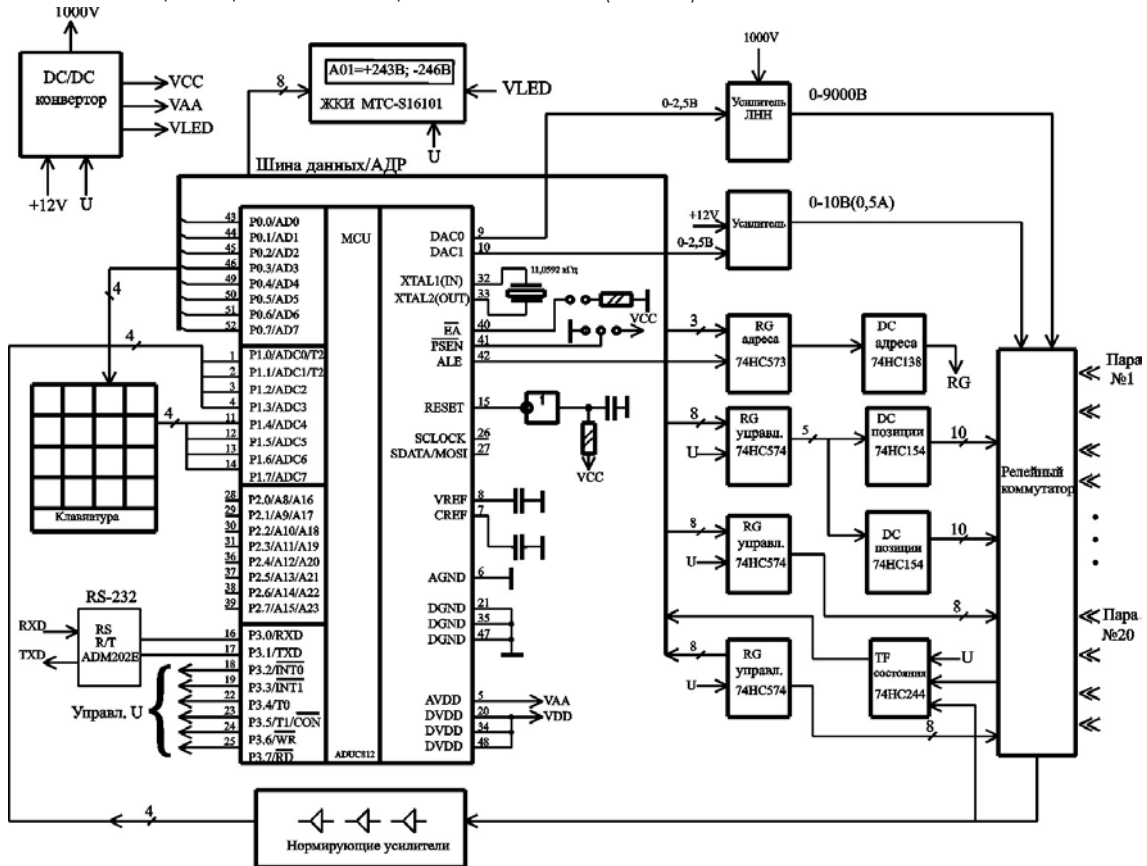 1000V
DC/DC
конвертор
VCC
VAA
VLED
+12V
U
A01=+243В; -246В
ЖКИ МТС-S16101
8
VLED
U
Шина данных/АДР
1000V
Усилитель
ЛНН
0-2,5В
0-9000В
+12V
Усилитель
0-2,5В
0-10В(0,5А)
43 P0.0/AD0
44 P0.1/AD1
45 P0.2/AD2
46 P0.3/AD3
49 P0.4/AD4
50 P0.5/AD5
51 P0.6/AD6
52 P0.7/AD7
1 P1.0/ADC0/T2
2 P1.1/ADC1/T2
3 P1.2/ADC2
4 P1.3/ADC3
11 P1.4/ADC4
12 P1.5/ADC5
13 P1.6/ADC6
14 P1.7/ADC7
28 P2.0/A8/A16
29 P2.1/A9/A17
30 P2.2/A10/A18
31 P2.3/A11/A19
36 P2.4/A12/A20
37 P2.5/A13/A21
38 P2.6/A14/A22
39 P2.7/A15/A23
16 P3.0/RXD
17 P3.1/TXD
18 P3.2/INT0
19 P3.3/INT1
22 P3.4/T0
23 P3.5/T1/CON
24 P3.6/WR
25 P3.7/RD
MCU
ADUC812
DAC0 9
DAC1 10
XTAL1(IN) 32
XTAL2(OUT) 33
EA 40
PSEN 41
ALE 42
RESET 15
SCLOCK 26
SDATA/MOSI 27
VREF 8
CREF 7
AGND 6
DGND 21
DGND 35
DGND 47
AVDD 5
DVDD 20
DVDD 34
DVDD 48
11,0592 кГц
VCC
1
VCC
VAA
VDD
4
4
4
Клавиатура
RS-232
RXD
TXD
RS
R/T
ADM202E
Управл. U
3
RG
адреса
74HC573
DC
адреса
74HC138
RG
8
U
RG
управл.
74HC574
5
DC
позиции
74HC154
10
8
U
RG
управл.
74HC574
DC
позиции
74HC154
10
8
8
U
RG
управл.
74HC574
TF
состояния
74HC244
U
8
Релейный
коммутатор
Пара
№1
Пара
№20
4
Нормирующие усилители